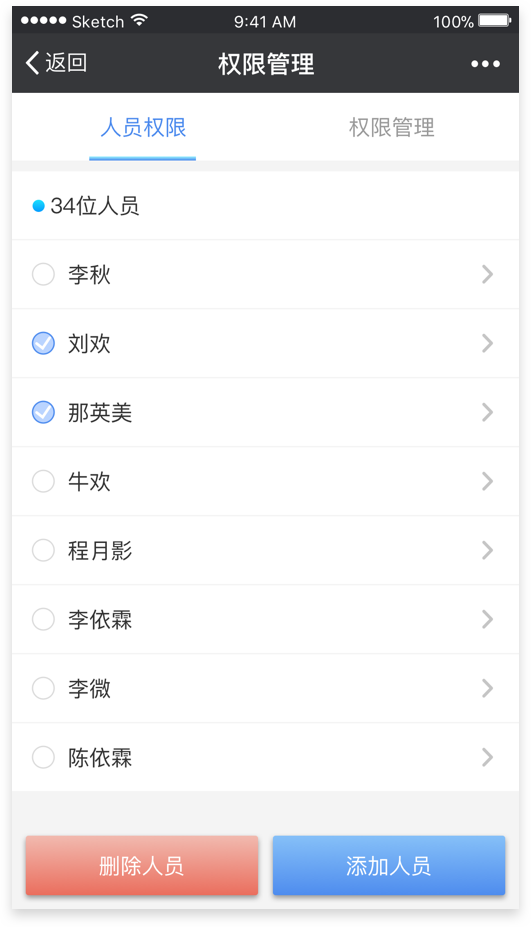 Sketch 9:41 AM 100%
返回 权限管理
人员权限 权限管理
34位人员
李秋
刘欢
那英美
牛欢
程月影
李依霖
李微
陈依霖
删除人员 添加人员